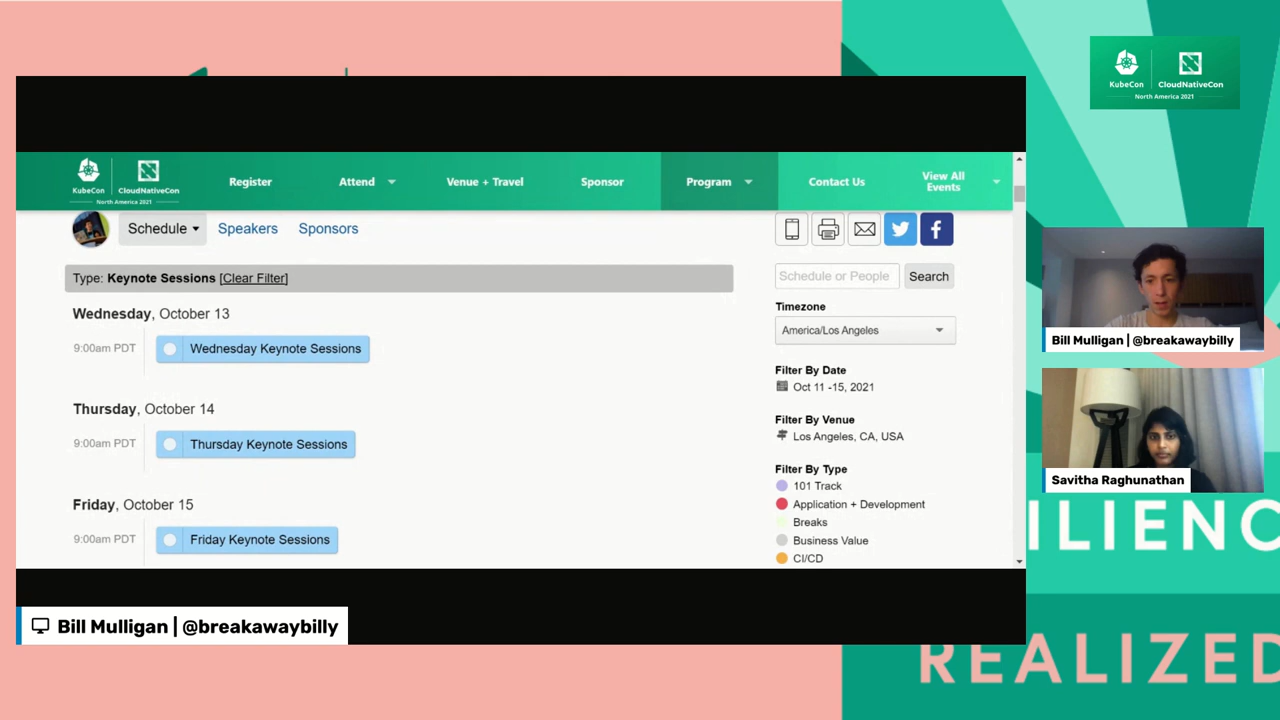 KubeCon
CloudNativeCon
North America 2021
KubeCon
CloudNativeCon
North America 2021
Register
Attend
Venue + Travel
Sponsor
Program
Contact Us
View All
Events
Schedule
Speakers
Sponsors
Schedule or People
Search
Type: Keynote Sessions [Clear Filter]
Wednesday, October 13
9:00am PDT
Wednesday Keynote Sessions
Thursday, October 14
9:00am PDT
Thursday Keynote Sessions
Friday, October 15
9:00am PDT
Friday Keynote Sessions
Timezone
America/Los Angeles
Filter By Date
Oct 11 -15, 2021
Filter By Venue
Los Angeles, CA, USA
Filter By Type
101 Track
Application + Development
Breaks
Business Value
CI/CD
Bill Mulligan | @breakawaybilly
Savitha Raghunathan
Bill Mulligan | @breakawaybilly
ILIENC
REALIZED